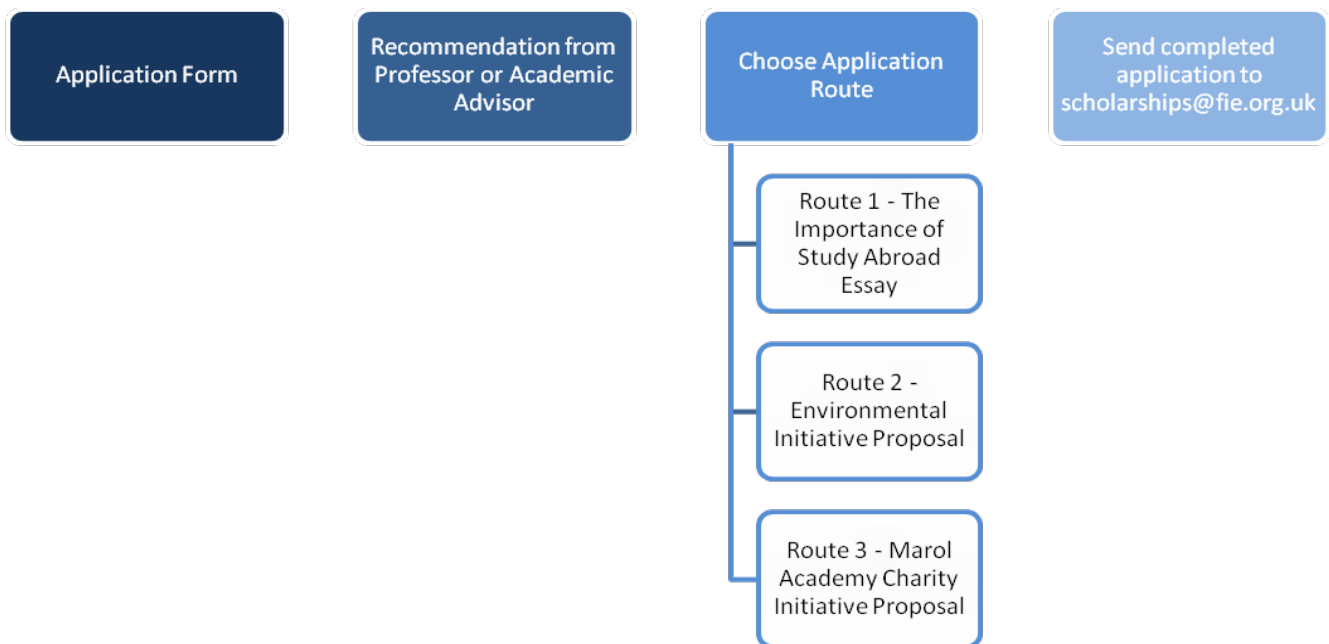 Application Form
Recommendation from
Professor or Academic
Advisor
Choose Application
Route
Send completed
application to
scholarships@fie.org.uk
Route 1 - The
Importance of
Study Abroad
Essay
Route 2 -
Environmental
Initiative Proposal
Route 3 - Marol
Academy Charity
Initiative Proposal